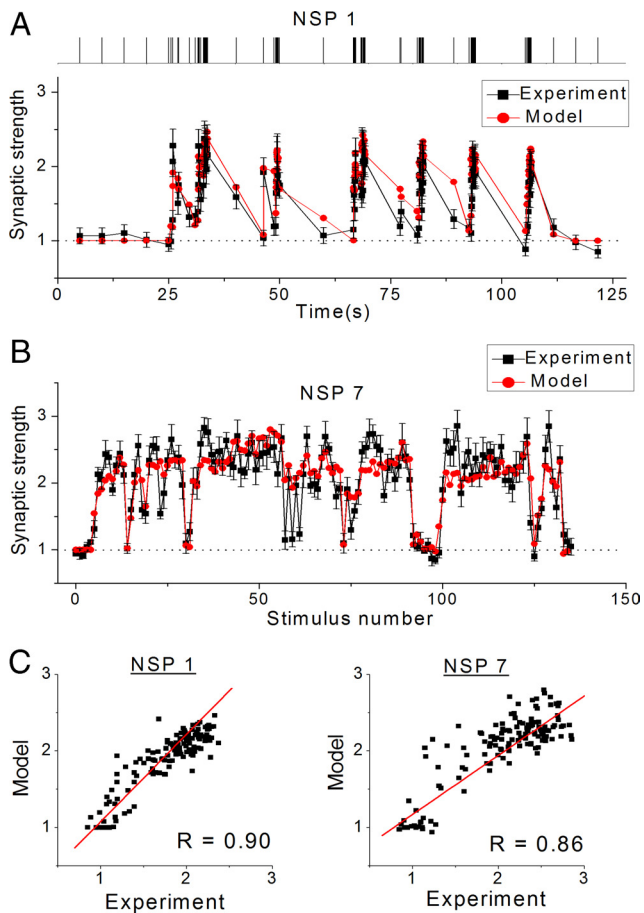 A
NSP 1
Synaptic strength
3
2
1
Experiment
Model
0
25
50
75
100
125
Time(s)
B
NSP 7
Synaptic strength
3
2
1
Experiment
Model
0
50
100
150
Stimulus number
C
NSP 1
Model
3
2
1
R = 0.90
1
2
3
Experiment
NSP 7
Model
3
2
1
R = 0.86
1
2
3
Experiment